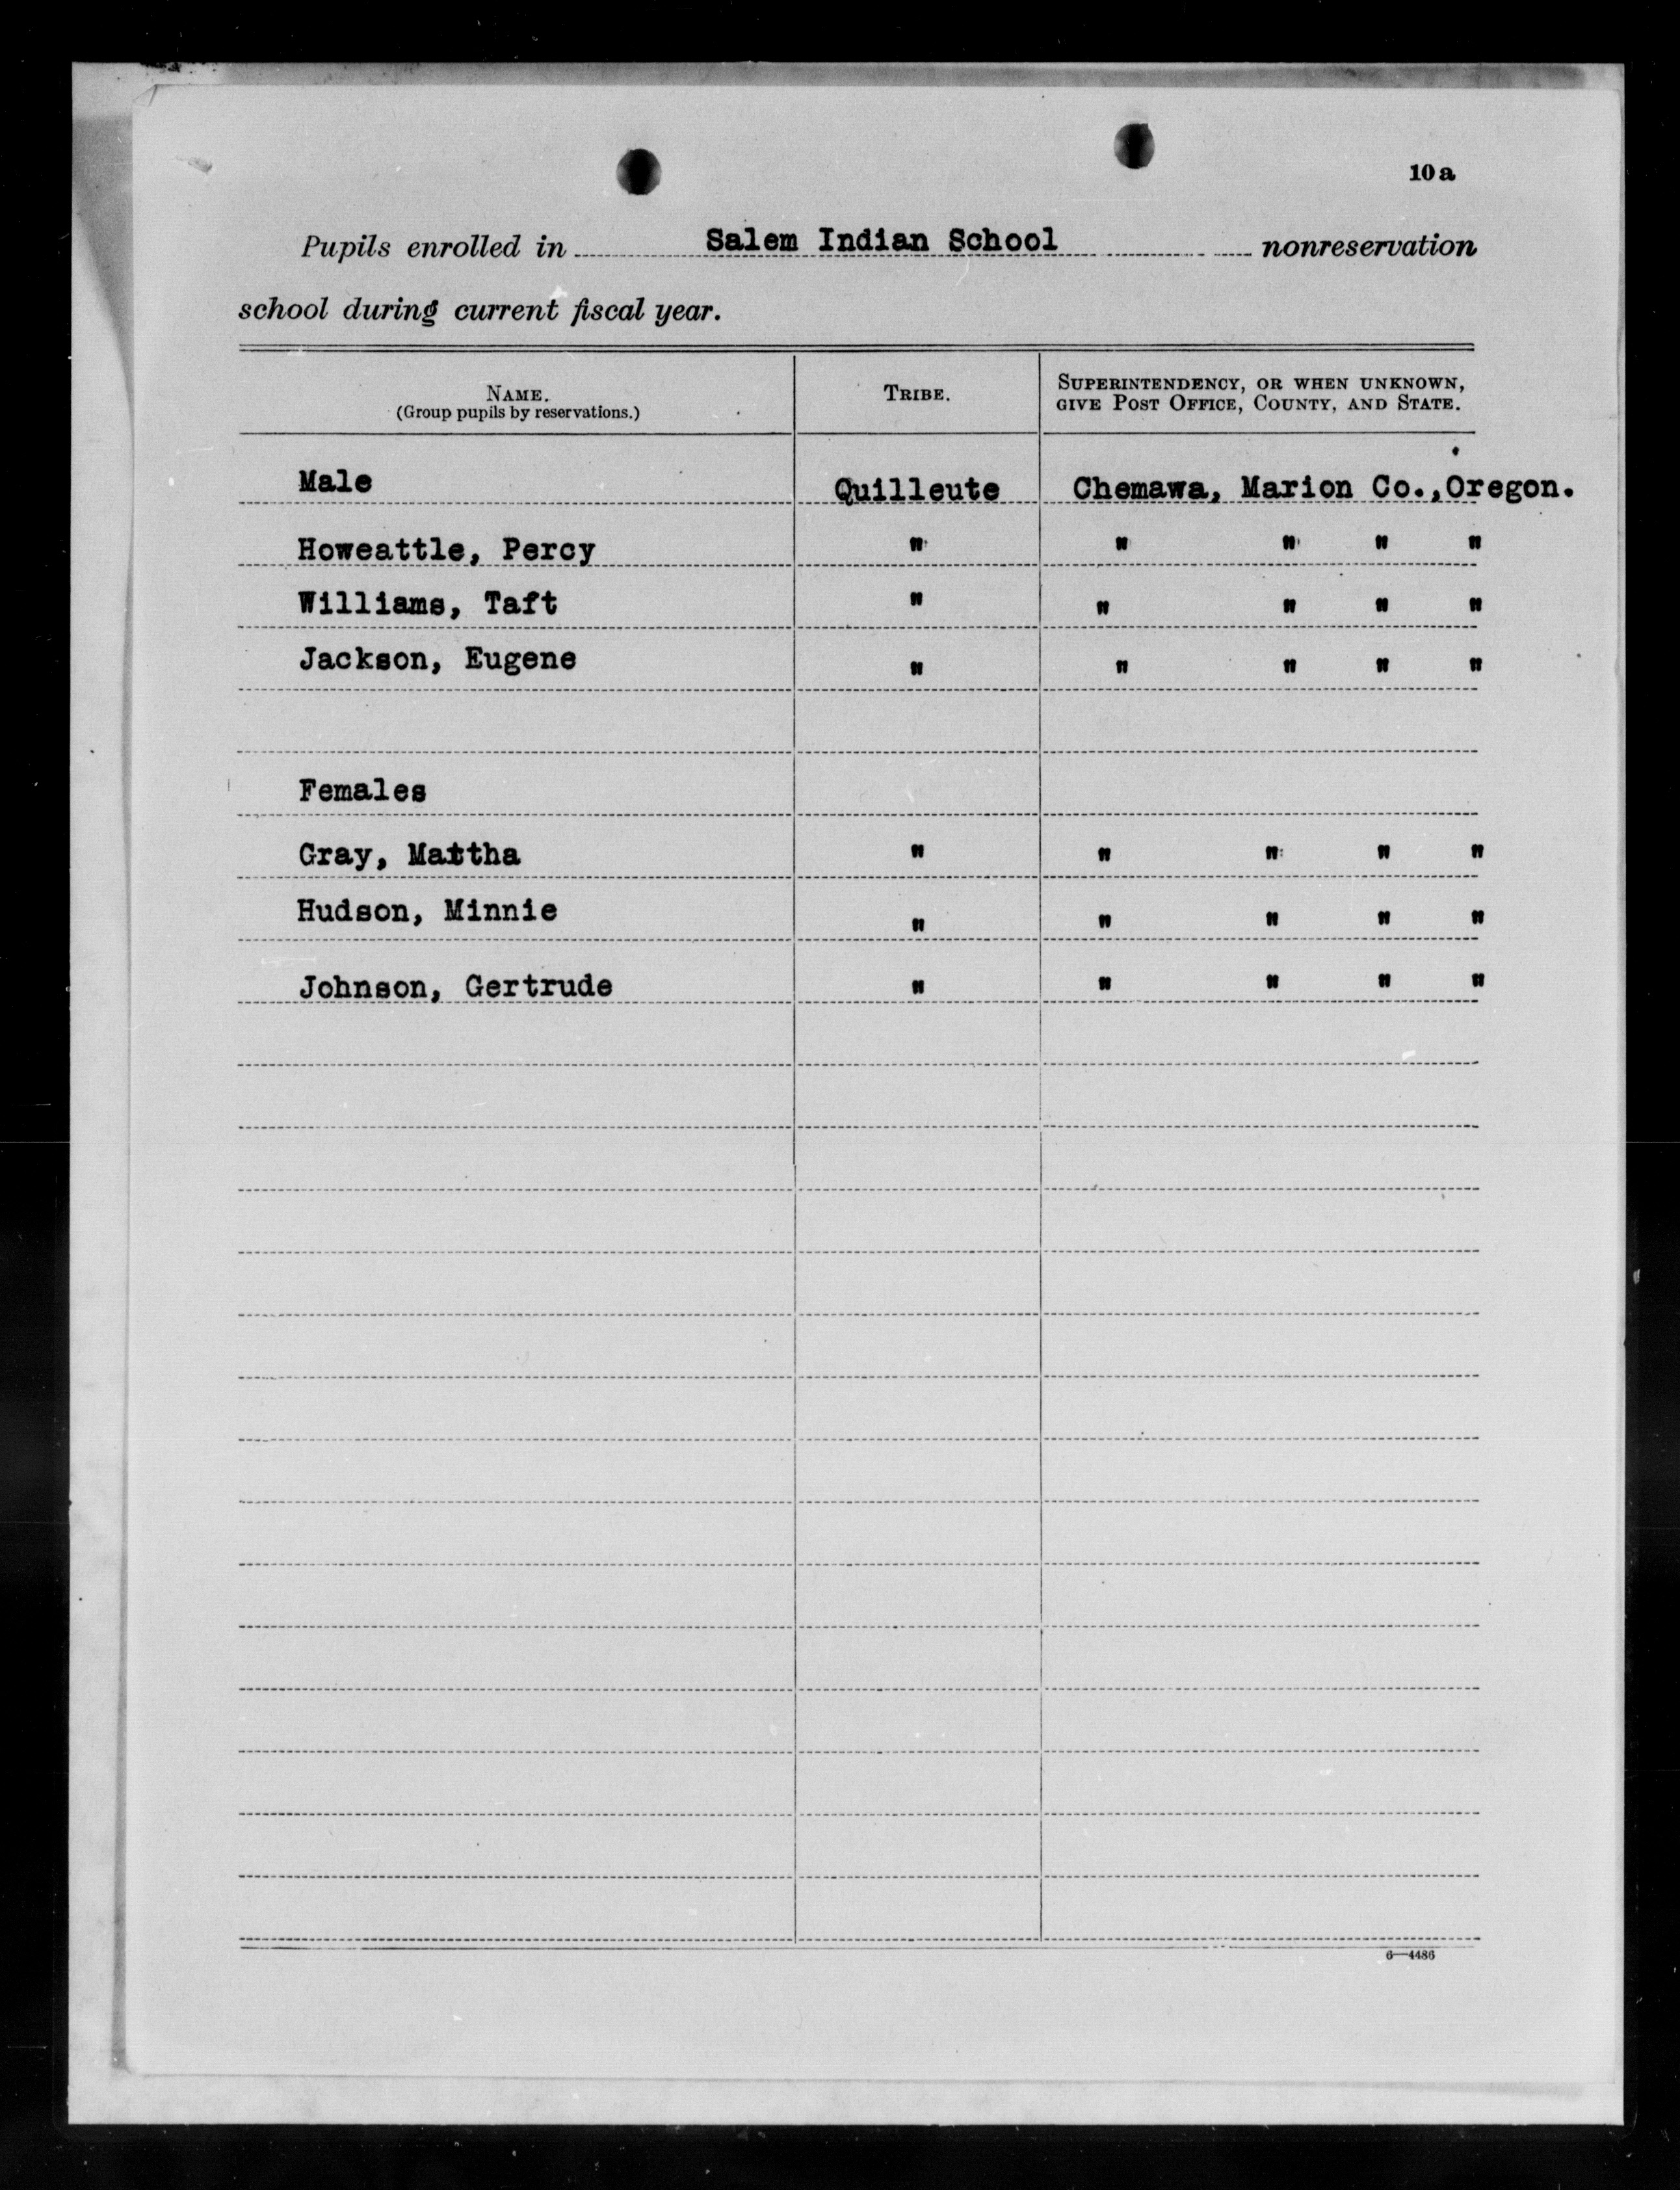 10a
Pupils enrolled in Salem Indian School nonreservation
school during current fiscal year.
NAME. TRIBE. SUPERINTENDENCY, OR WHEN UNKNOWN,
(Group pupils by reservations.) GIVE POST OFFICE, COUNTY, AND STATE.
Male Quilleute Chemawa, Marion Co., Oregon.
Howeattle, Percy " " " " "
Williams, Taft " " " " "
Jackson, Eugene " " " " "
Females
Gray, Mattha " " " " "
Hudson, Minnie " " " " "
Johnson, Gertrude " " " " "
6—4486